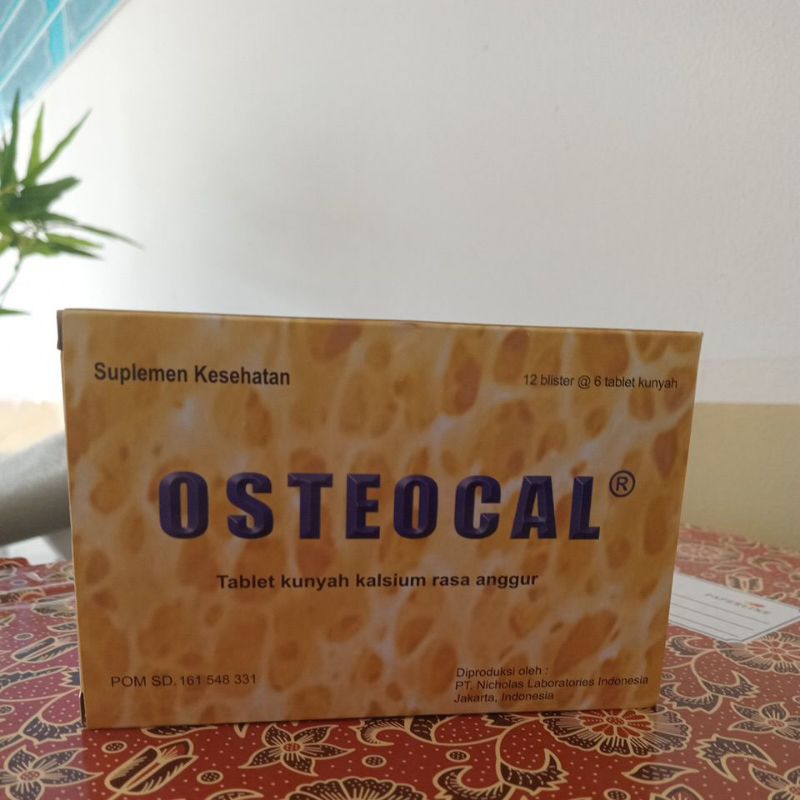 Suplemen Kesehatan
12 blister @ 6 tablet kunyah
OSTEOCAL®
Tablet kunyah kalsium rasa anggur
POM SD. 161 548 331
Diproduksi oleh :
PT. Nicholas Laboratories Indonesia
Jakarta, Indonesia